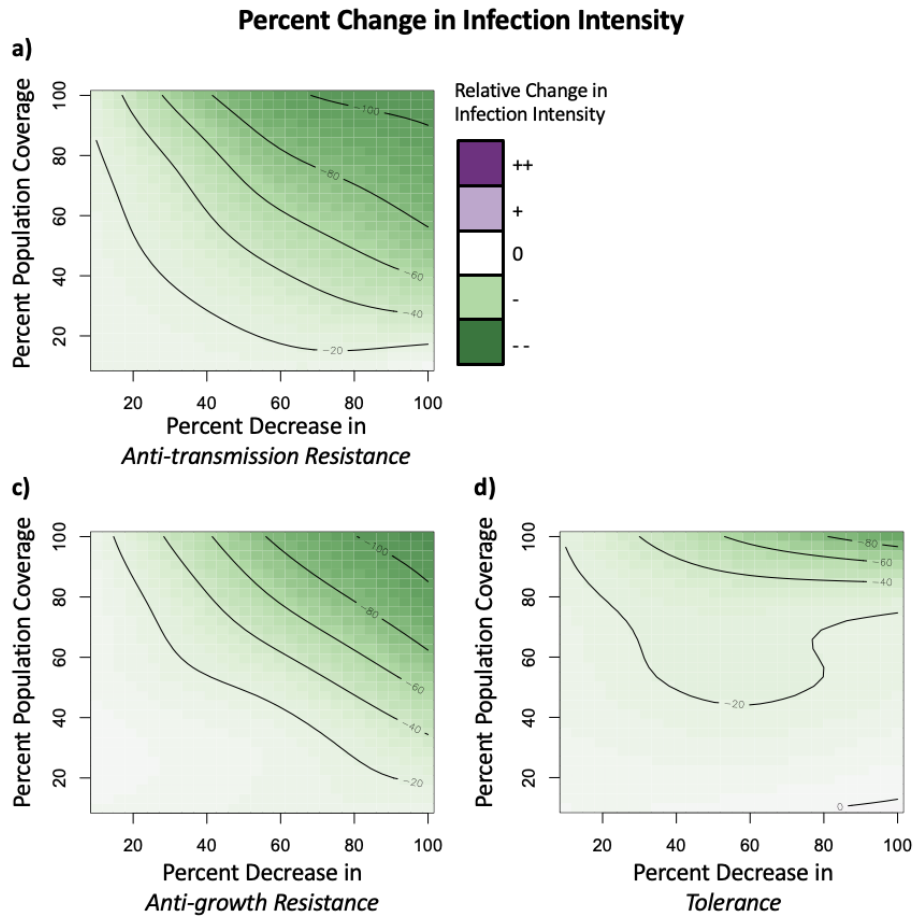 Percent Change in Infection Intensity
a)
Percent Population Coverage
100
80
60
40
20
-100
-80
-60
-40
-20
20 40 60 80 100
Percent Decrease in
Anti-transmission Resistance
Relative Change in
Infection Intensity
++
+
0
-
--
c)
Percent Population Coverage
100
80
60
40
20
-100
-80
-60
-40
-20
20 40 60 80 100
Percent Decrease in
Anti-growth Resistance
d)
Percent Population Coverage
100
80
60
40
20
-80
-60
-40
-20
0
20 40 60 80 100
Percent Decrease in
Tolerance